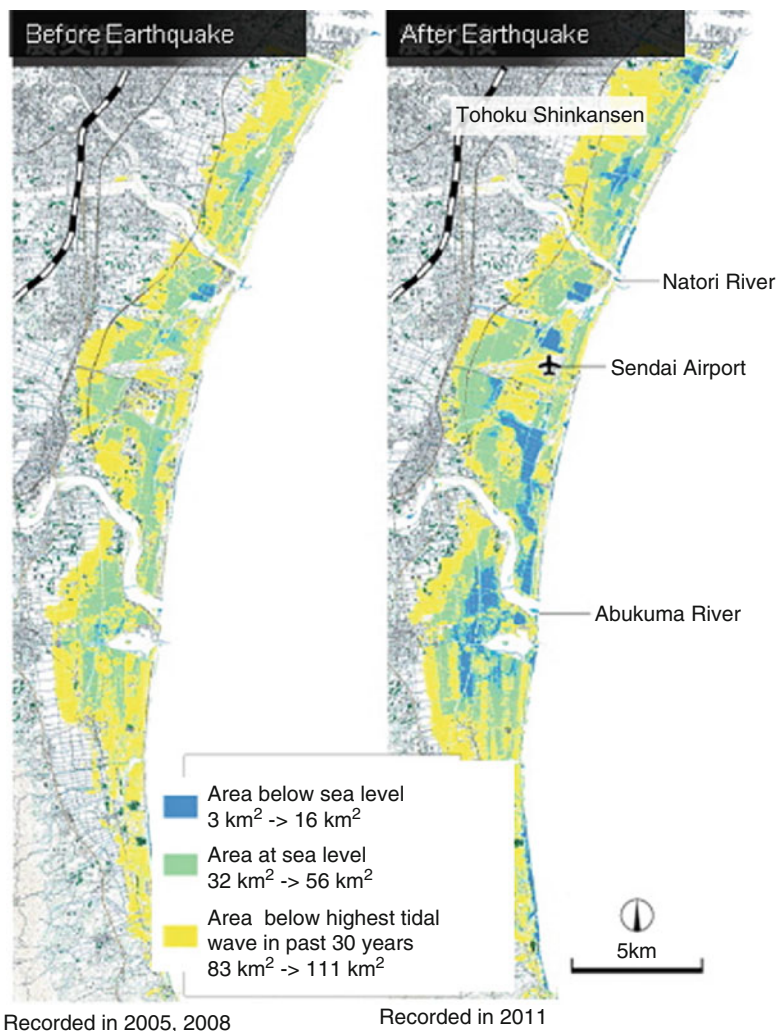 Before Earthquake
After Earthquake
Tohoku Shinkansen
Natori River
Sendai Airport
Abukuma River
Area below sea level
3 km² -> 16 km²
Area at sea level
32 km² -> 56 km²
Area below highest tidal
wave in past 30 years
83 km² -> 111 km²
5km
Recorded in 2005, 2008
Recorded in 2011